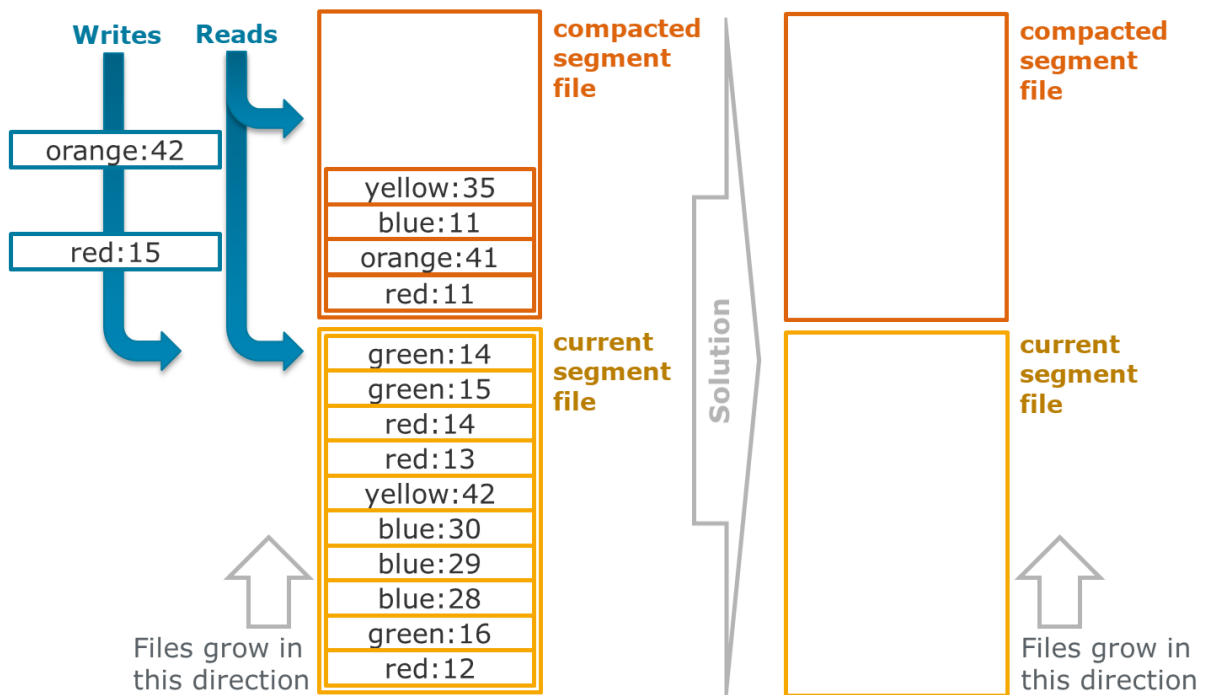 Writes
Reads
orange:42
red:15
compacted
segment
file
yellow:35
blue:11
orange:41
red:11
current
segment
file
green:14
green:15
red:14
red:13
yellow:42
blue:30
blue:29
blue:28
green:16
red:12
Files grow in
this direction
Solution
compacted
segment
file
current
segment
file
Files grow in
this direction